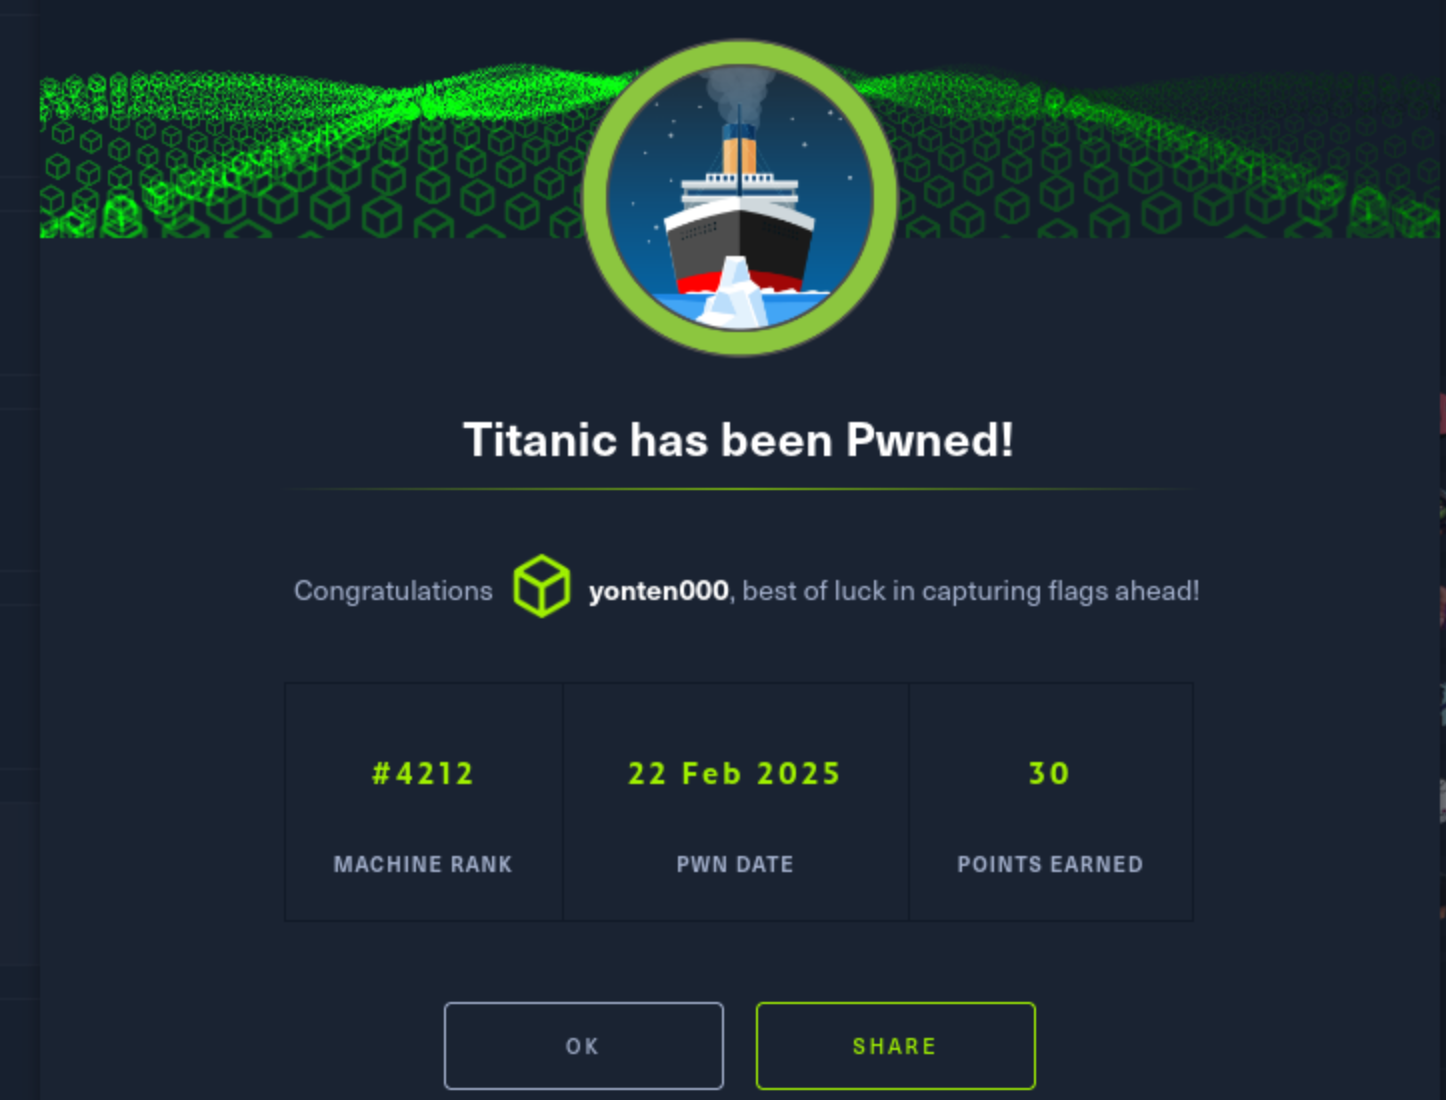 Titanic has been Pwned!
Congratulations yonten000, best of luck in capturing flags ahead!
#4212
22 Feb 2025
30
MACHINE RANK
PWN DATE
POINTS EARNED
OK
SHARE